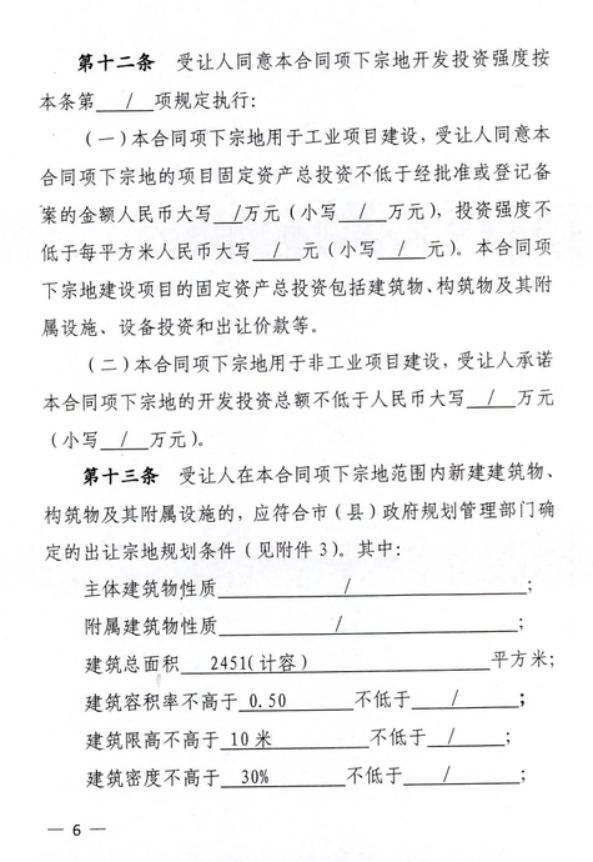 第十二条 受让人同意本合同项下宗地开发投资强度按
本条第 / 项规定执行：
（一）本合同项下宗地用于工业项目建设，受让人同意本
合同项下宗地的项目固定资产总投资不低于经批准或登记备
案的金额人民币大写 /万元（小写 / 万元），投资强度不
低于每平方米人民币大写 / 元（小写 / 元）。本合同项
下宗地建设项目的固定资产总投资包括建筑物、构筑物及其附
属设施、设备投资和出让价款等。
（二）本合同项下宗地用于非工业项目建设，受让人承诺
本合同项下宗地的开发投资总额不低于人民币大写 / 万元
（小写 / 万元）。
第十三条 受让人在本合同项下宗地范围内新建建筑物、
构筑物及其附属设施的，应符合市（县）政府规划管理部门确
定的出让宗地规划条件（见附件 3）。其中：
主体建筑物性质 / ；
附属建筑物性质 / ；
建筑总面积 2451(计容) 平方米；
建筑容积率不高于 0.50 不低于 / ；
建筑限高不高于 10 米 不低于 / ；
建筑密度不高于 30% 不低于 / ；
— 6 —